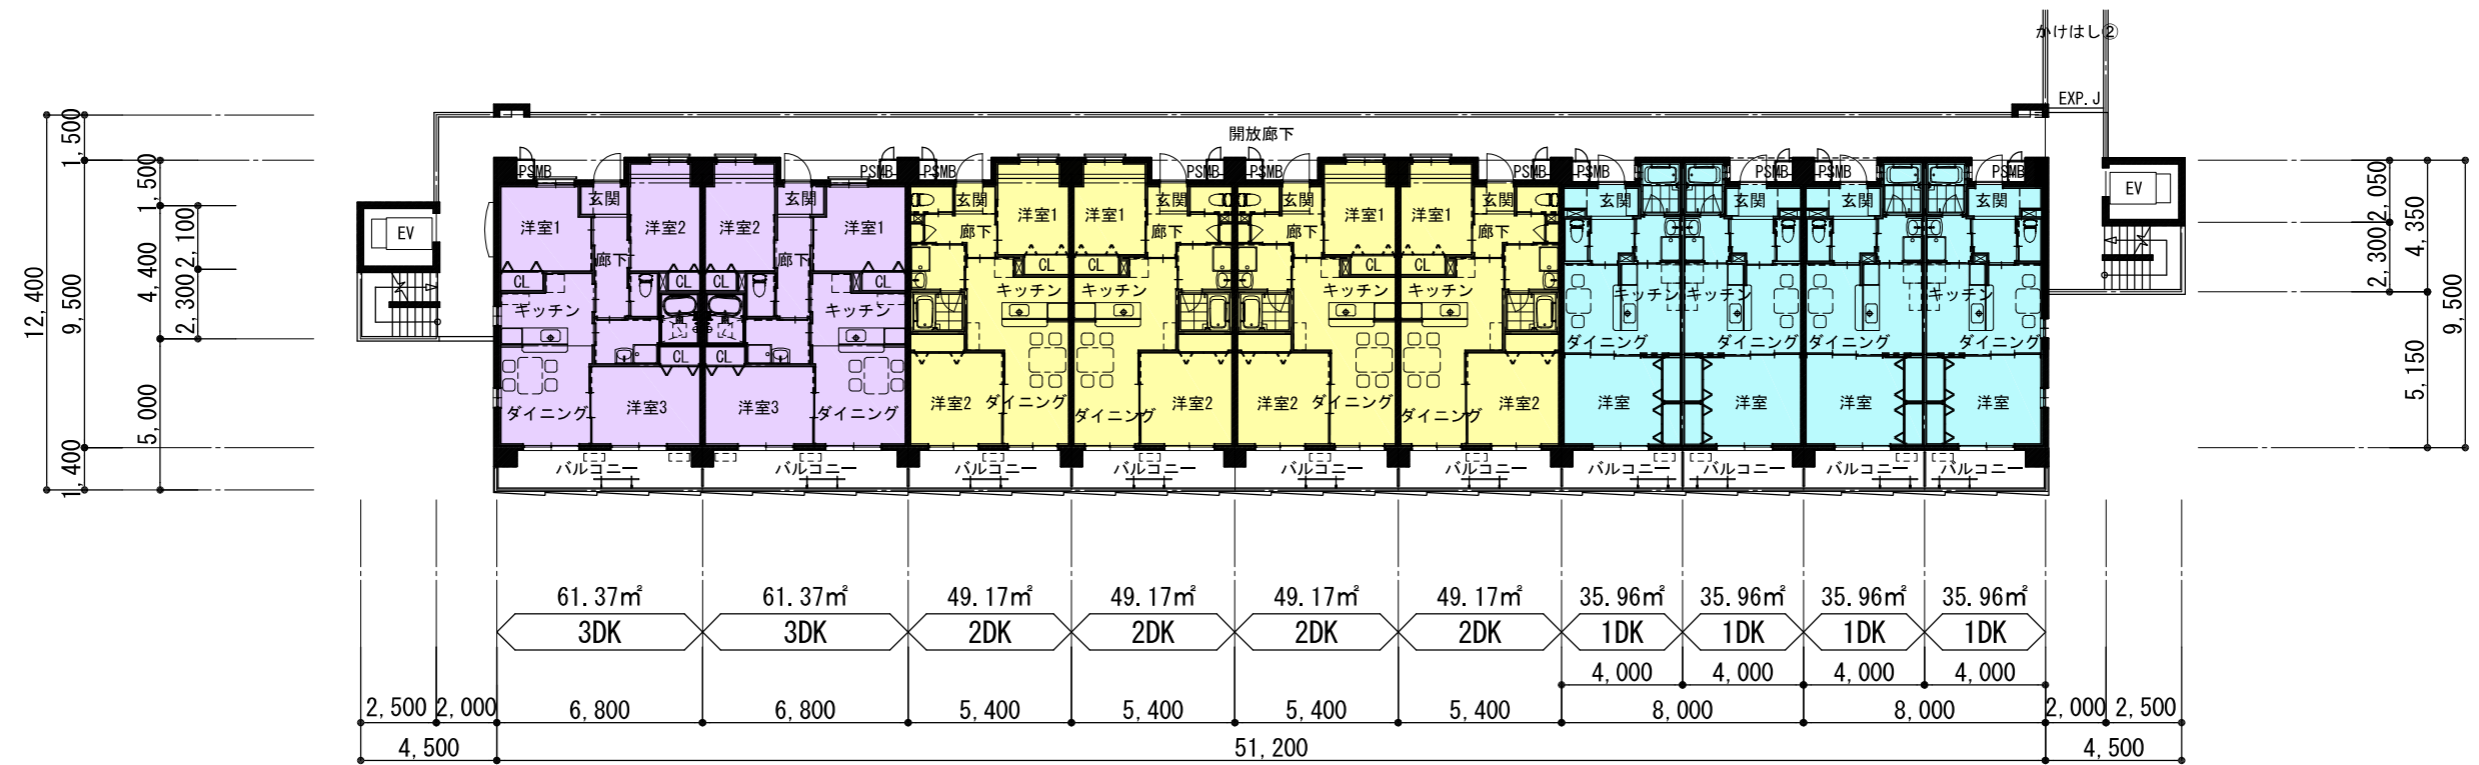 かけはし②
EXP.J
開放廊下
PSMB
PSMB
PSMB
PSMB
PSMB
PSMB
PSMB
PSMB
PSMB
PSMB
EV
EV
玄関
玄関
玄関
玄関
玄関
玄関
玄関
玄関
玄関
玄関
洋室1
洋室2
洋室2
洋室1
洋室1
洋室1
洋室1
洋室1
廊下
廊下
廊下
廊下
廊下
廊下
CL
CL
CL
CL
CL
CL
CL
CL
キッチン
キッチン
キッチン
キッチン
キッチン
キッチン
キッチン
キッチン
キッチン
キッチン
CL
CL
ダイニング
ダイニング
ダイニング
ダイニング
ダイニング
洋室3
洋室3
ダイニング
洋室2
ダイニング
ダイニング
洋室2
洋室2
ダイニング
ダイニング
洋室2
洋室
洋室
洋室
洋室
バルコニー
バルコニー
バルコニー
バルコニー
バルコニー
バルコニー
バルコニー
バルコニー
バルコニー
バルコニー
12,400
1,500
9,500
1,400
1,500
4,400
5,000
2,100
2,300
2,050
2,300
4,350
5,150
9,500
61.37㎡
61.37㎡
49.17㎡
49.17㎡
49.17㎡
49.17㎡
35.96㎡
35.96㎡
35.96㎡
35.96㎡
3DK
3DK
2DK
2DK
2DK
2DK
1DK
1DK
1DK
1DK
4,000
4,000
4,000
4,000
2,500
2,000
6,800
6,800
5,400
5,400
5,400
5,400
8,000
8,000
2,000
2,500
4,500
51,200
4,500